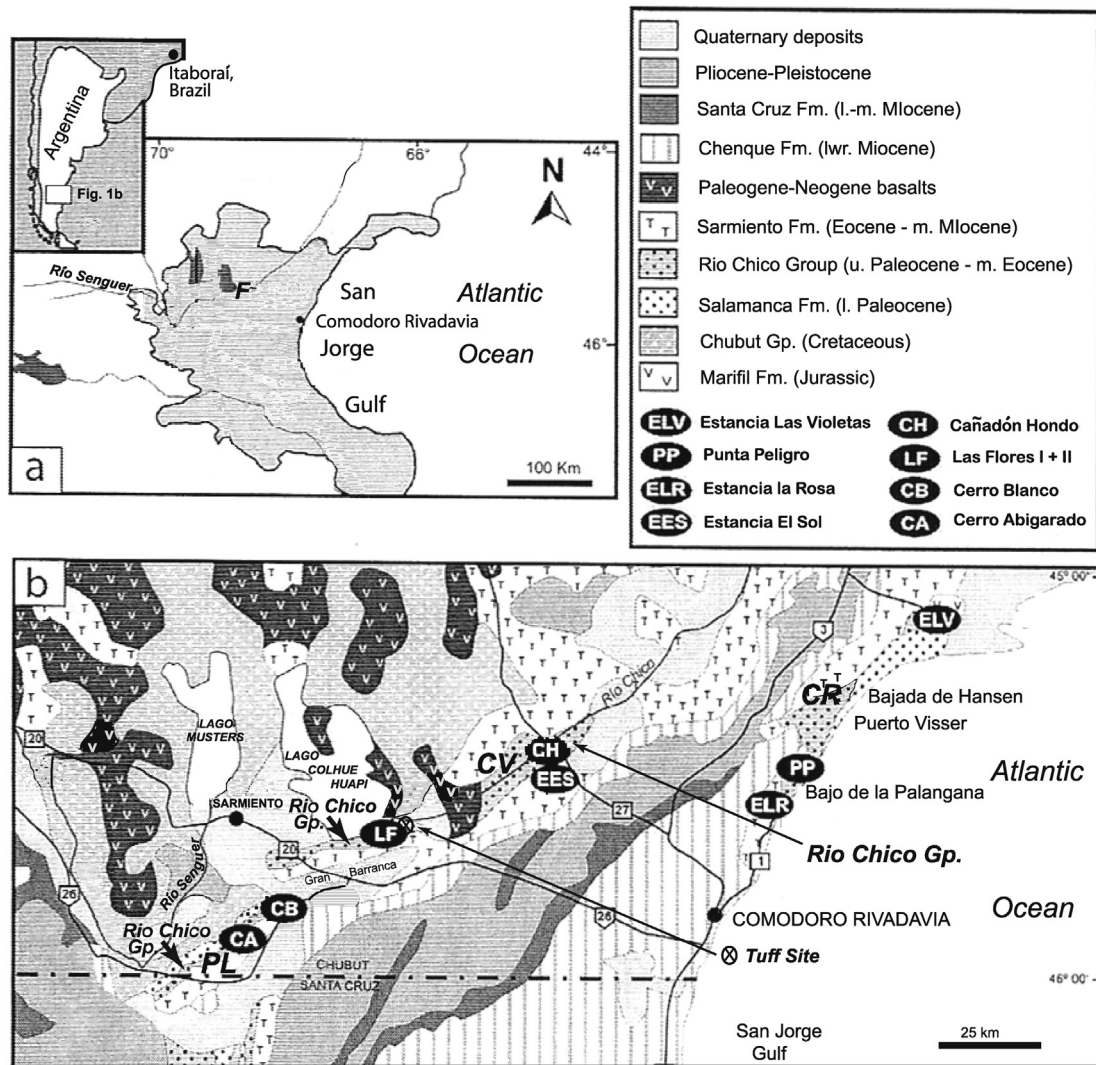 Itaboraí,
Brazil
Argentina
Fig. 1b
70°
66°
44°
N
Río Senguer
F
San
Atlantic
Comodoro Rivadavia
Jorge
Ocean
46°
Gulf
100 Km
a
Quaternary deposits
Pliocene-Pleistocene
Santa Cruz Fm. (l.-m. MIocene)
Chenque Fm. (lwr. Miocene)
Paleogene-Neogene basalts
Sarmiento Fm. (Eocene - m. MIocene)
Rio Chico Group (u. Paleocene - m. Eocene)
Salamanca Fm. (l. Paleocene)
Chubut Gp. (Cretaceous)
Marifil Fm. (Jurassic)
ELV Estancia Las Violetas
PP Punta Peligro
ELR Estancia la Rosa
EES Estancia El Sol
CH Cañadón Hondo
LF Las Flores I + II
CB Cerro Blanco
CA Cerro Abigarado
b
45° 00'
3
ELV
Río Chico
CR
Bajada de Hansen
Puerto Visser
LAGO
MUSTERS
20
LAGO
COLHUE
HUAPI
CV
CH
EES
PP
Atlantic
Bajo de la Palangana
ELR
Rio Chico
Gp.
SARMIENTO
LF
27
20
Gran Barranca
1
Rio Chico Gp.
Río Senguer
26
CB
26
COMODORO RIVADAVIA
Ocean
Rio Chico
Gp.
CA
PL
Tuff Site
CHUBUT
SANTA CRUZ
46° 00'
San Jorge
Gulf
25 km